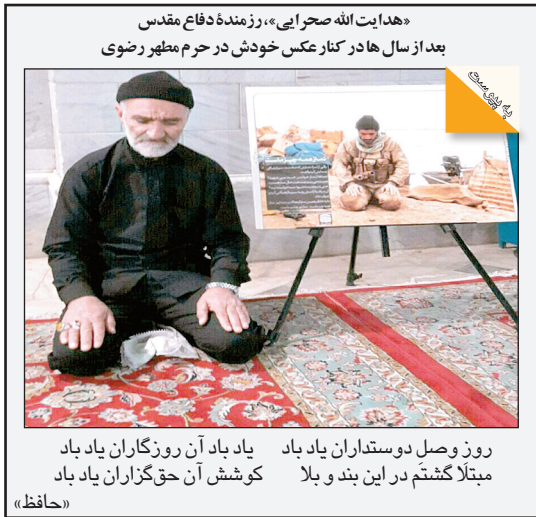 «هدایت الله صحرایی»، رزمندهٔ دفاع مقدس
بعد از سال ها در کنار عکس خودش در حرم مطهر رضوی
به پیوست
روز وصلِ دوستداران یاد باد یاد باد آن روزگاران یاد باد
مبتلا گشتم در این بند و بلا کوشش آن حق‌گزاران یاد باد
«حافظ»